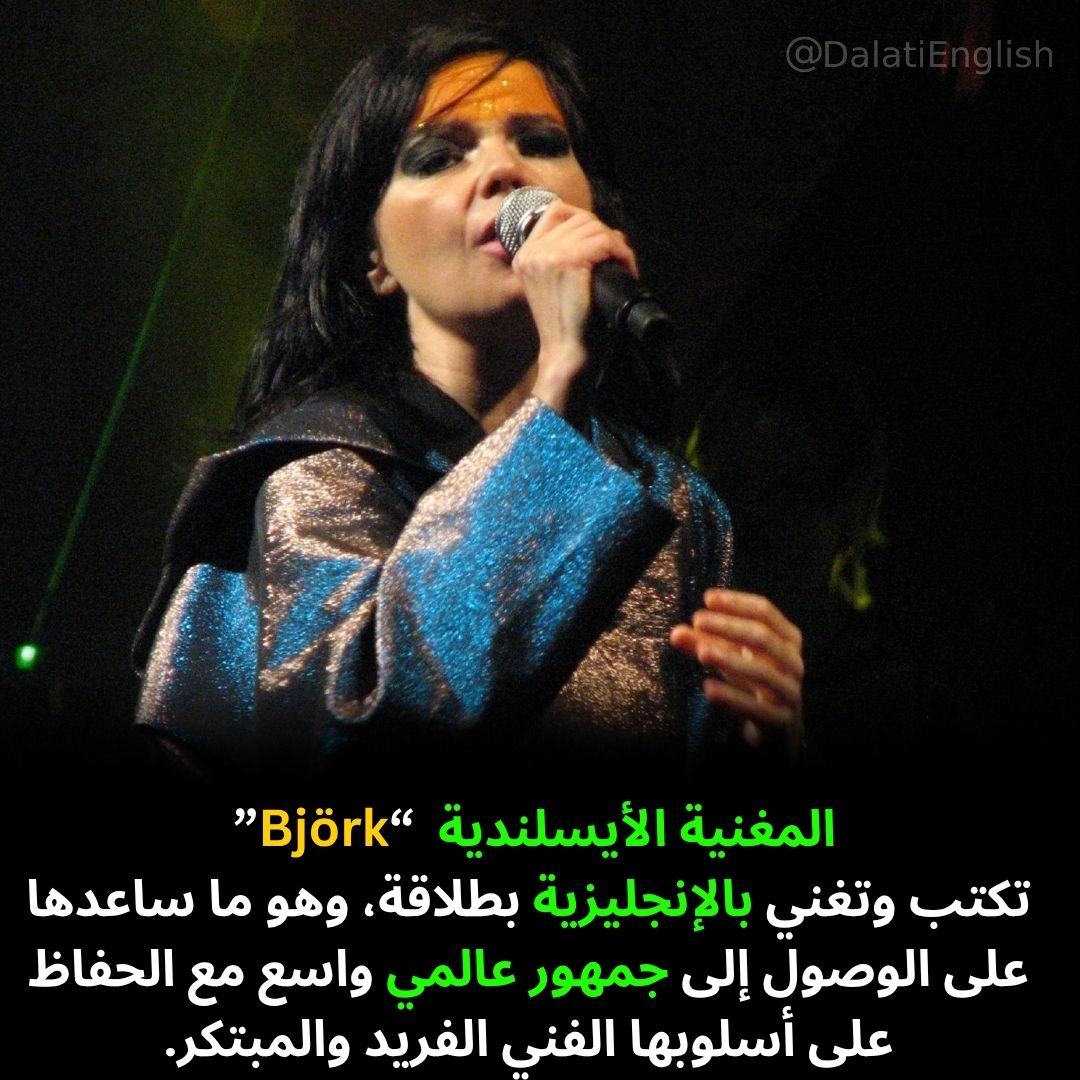 @DalatiEnglish
المغنية الأيسلندية “Björk”
تكتب وتغني بالإنجليزية بطلاقة، وهو ما ساعدها
على الوصول إلى جمهور عالمي واسع مع الحفاظ
على أسلوبها الفني الفريد والمبتكر.